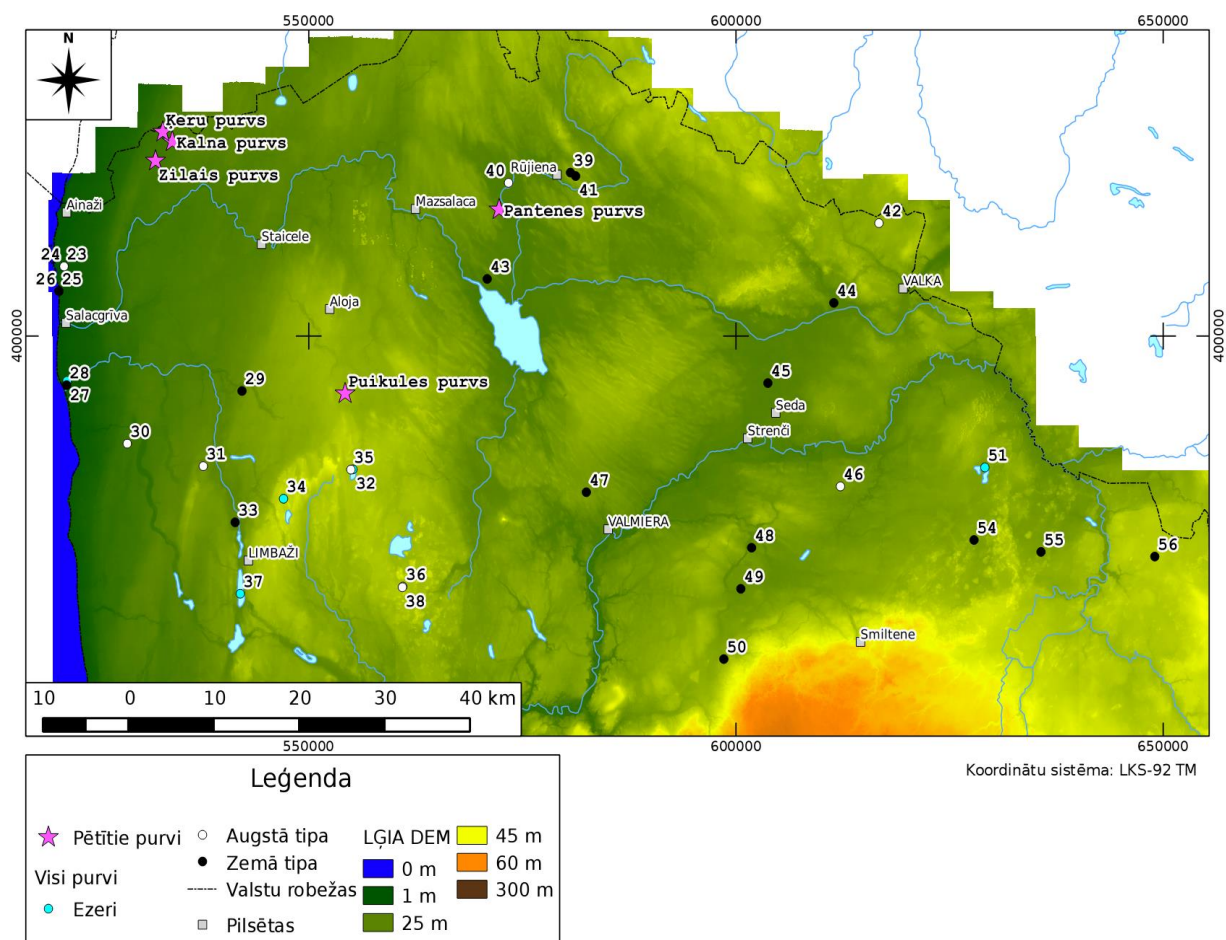 550000
600000
650000
N
Ķeru purvs
Kalna purvs
Zilais purvs
39
Rūjiena
40
41
Ainaži
Mazsalaca
Pantenes purvs
42
Staicele
24 23
43
26 25
VALKA
44
Aloja
Salacgrīva
400000
400000
28
29
Puikules purvs
45
27
Seda
30
Strenči
31
35
51
32
46
34
47
33
VALMIERA
48
54
55
56
LIMBAŽI
36
49
37
38
Smiltene
50
10 0 10 20 30 40 km
550000
600000
650000
Koordinātu sistēma: LKS-92 TM
Leģenda
Pētītie purvi
Visi purvi
Ezeri
Augstā tipa
Zemā tipa
Valstu robežas
Pilsētas
LĢIA DEM
0 m
1 m
25 m
45 m
60 m
300 m